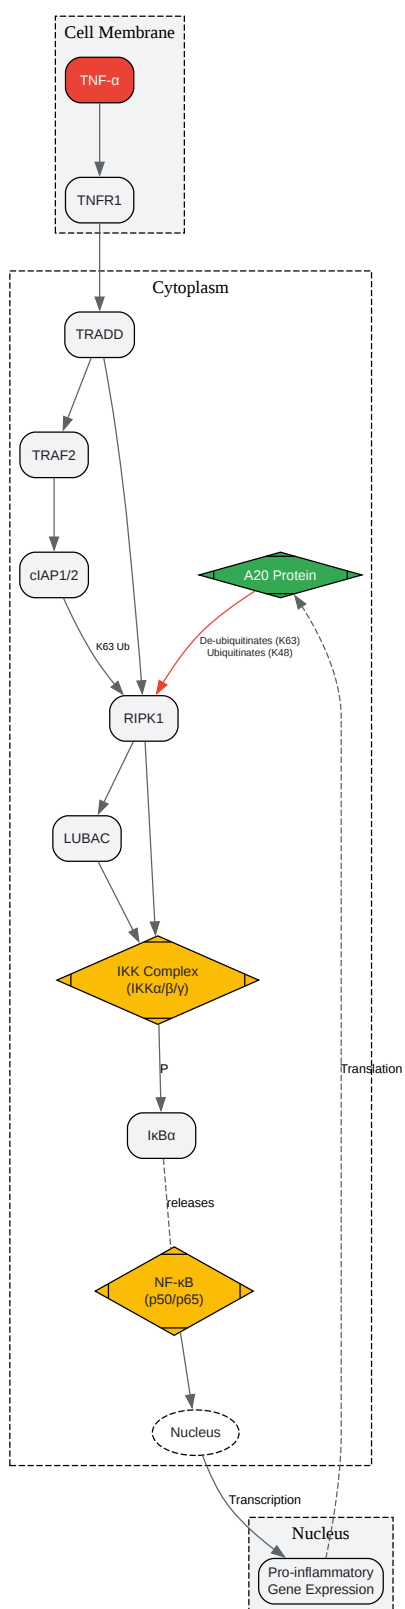 Cell Membrane
TNF-α
TNFR1
Cytoplasm
TRADD
TRAF2
cIAP1/2
A20 Protein
K63 Ub
De-ubiquitinates (K63)
Ubiquitinates (K48)
RIPK1
LUBAC
IKK Complex
(IKKα/β/γ)
P
Translation
IκBα
releases
NF-κB
(p50/p65)
Nucleus
Transcription
Nucleus
Pro-inflammatory
Gene Expression